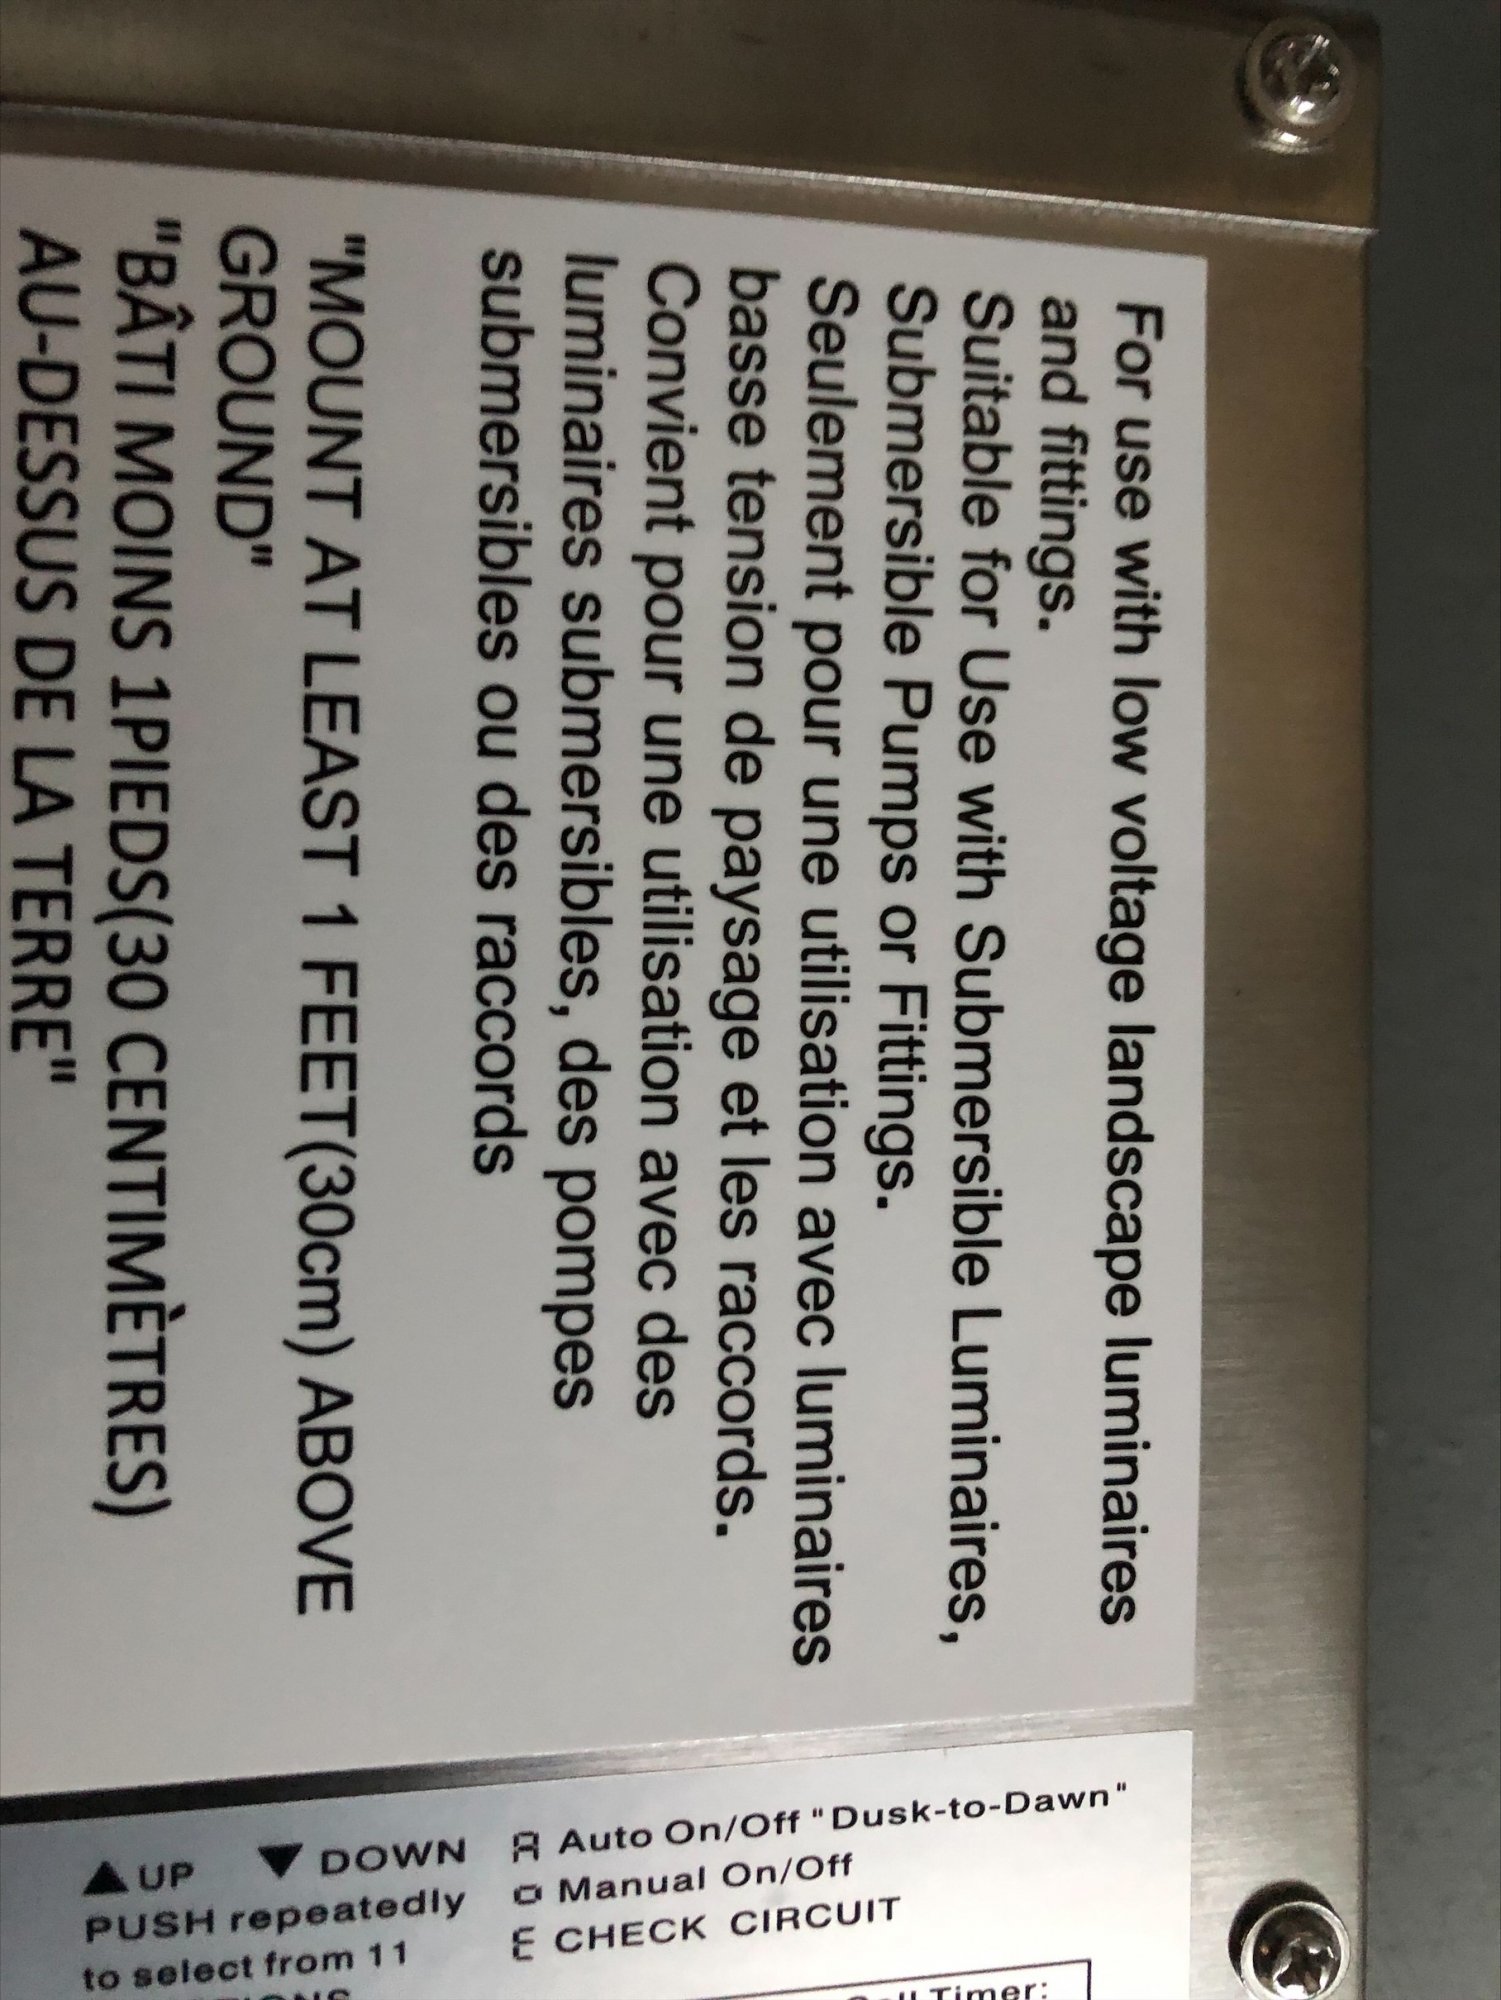 For use with low voltage landscape luminaires
and fittings.
Suitable for Use with Submersible Luminaires,
Submersible Pumps or Fittings.
Seulement pour une utilisation avec luminaires
basse tension de paysage et les raccords.
Convient pour une utilisation avec des
luminaires submersibles, des pompes
submersibles ou des raccords
"MOUNT AT LEAST 1 FEET(30cm) ABOVE
GROUND"
"BÂTI MOINS 1PIEDS(30 CENTIMÈTRES)
AU-DESSUS DE LA TERRE"
▲UP ▼DOWN
PUSH repeatedly
to select from 11
A Auto On/Off "Dusk-to-Dawn"
o Manual On/Off
E CHECK CIRCUIT
Timer: